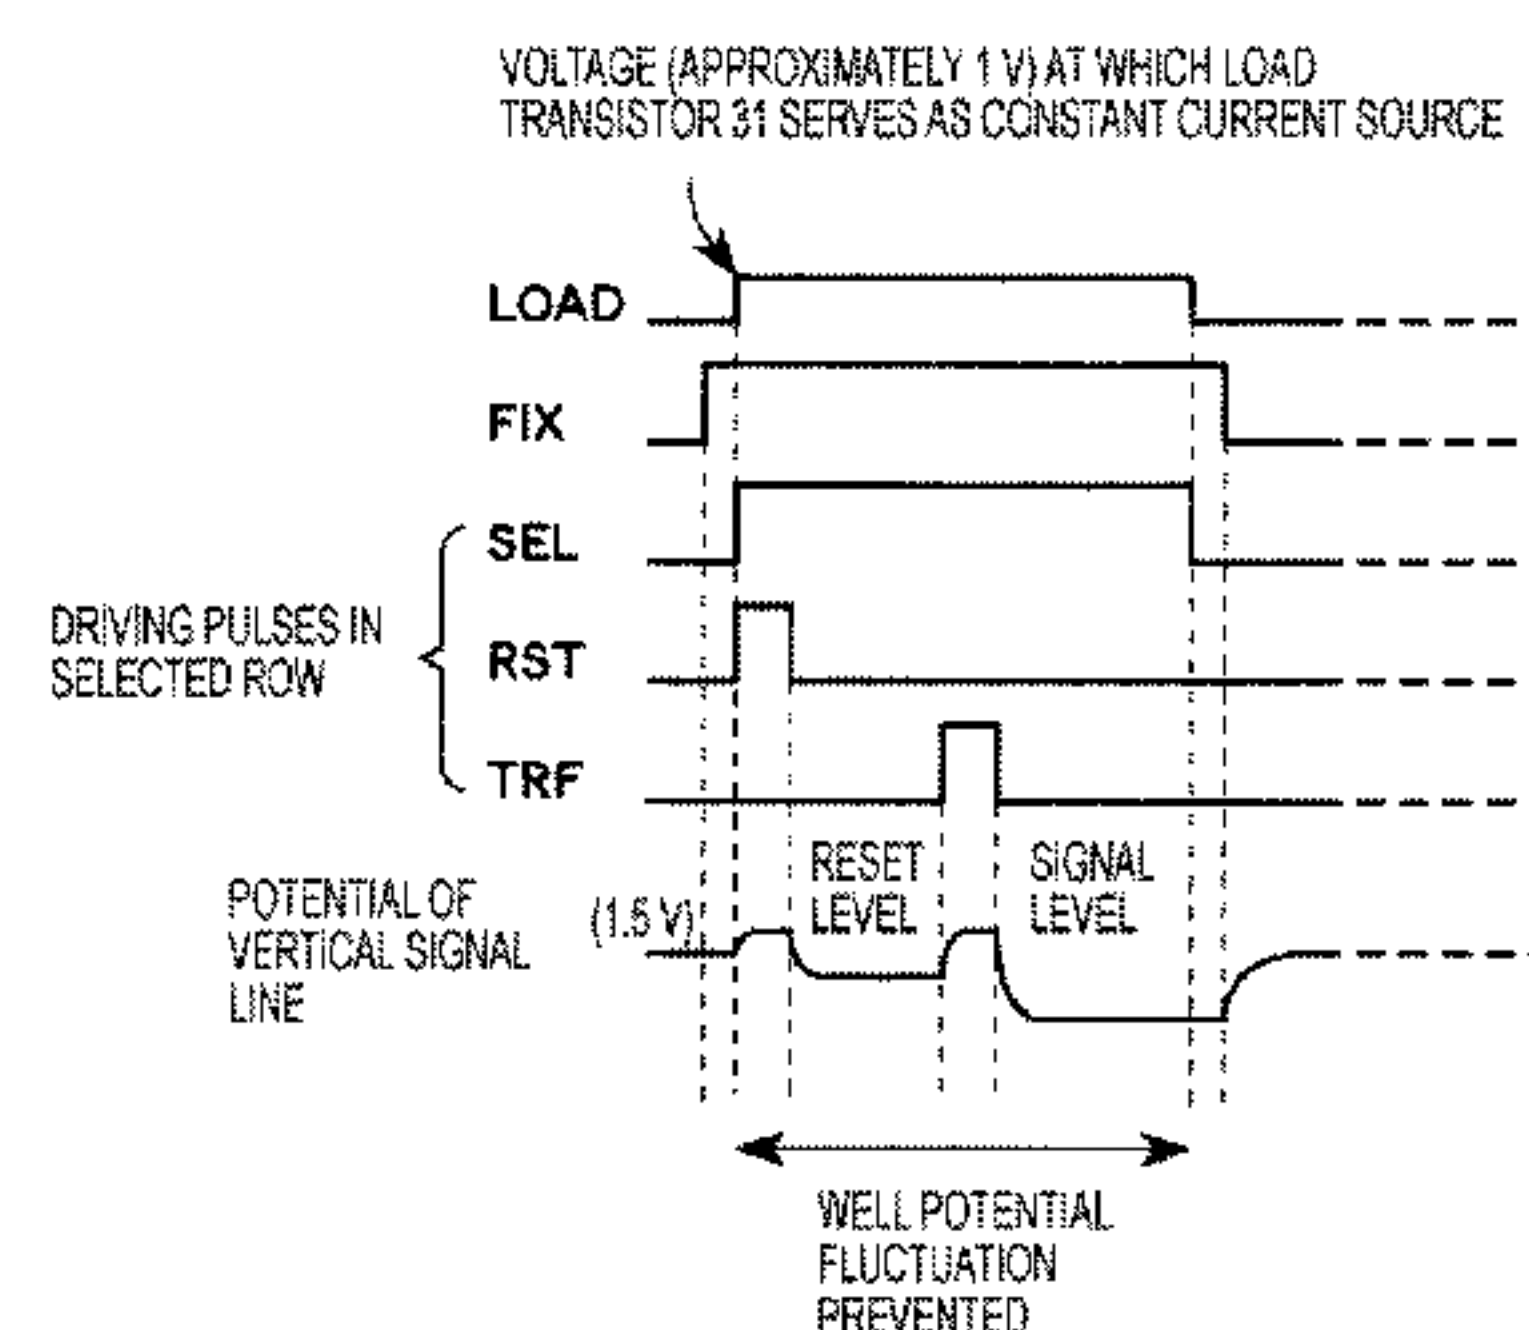 VOLTAGE (APPROXIMATELY 1 V) AT WHICH LOAD
TRANSISTOR 31 SERVES AS CONSTANT CURRENT SOURCE
LOAD
FIX
SEL
DRIVING PULSES IN
SELECTED ROW
RST
TRF
RESET
LEVEL
SIGNAL
LEVEL
POTENTIAL OF
VERTICAL SIGNAL
LINE
(1.5 V)
WELL POTENTIAL
FLUCTUATION
PREVENTED